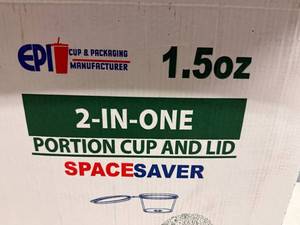 EPI CUP & PACKAGING
MANUFACTURER
1.5oz
2-IN-ONE
PORTION CUP AND LID
SPACESAVER